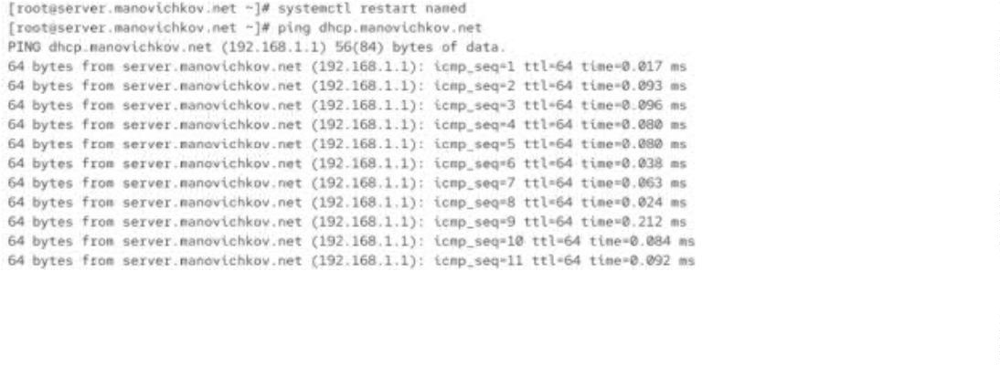 [root@server.manovichkov.net ~]# systemctl restart named
[root@server.manovichkov.net ~]# ping dhcp.manovichkov.net
PING dhcp.manovichkov.net (192.168.1.1) 56(84) bytes of data.
64 bytes from server.manovichkov.net (192.168.1.1): icmp_seq=1 ttl=64 time=0.017 ms
64 bytes from server.manovichkov.net (192.168.1.1): icmp_seq=2 ttl=64 time=0.093 ms
64 bytes from server.manovichkov.net (192.168.1.1): icmp_seq=3 ttl=64 time=0.096 ms
64 bytes from server.manovichkov.net (192.168.1.1): icmp_seq=4 ttl=64 time=0.080 ms
64 bytes from server.manovichkov.net (192.168.1.1): icmp_seq=5 ttl=64 time=0.080 ms
64 bytes from server.manovichkov.net (192.168.1.1): icmp_seq=6 ttl=64 time=0.038 ms
64 bytes from server.manovichkov.net (192.168.1.1): icmp_seq=7 ttl=64 time=0.063 ms
64 bytes from server.manovichkov.net (192.168.1.1): icmp_seq=8 ttl=64 time=0.024 ms
64 bytes from server.manovichkov.net (192.168.1.1): icmp_seq=9 ttl=64 time=0.212 ms
64 bytes from server.manovichkov.net (192.168.1.1): icmp_seq=10 ttl=64 time=0.084 ms
64 bytes from server.manovichkov.net (192.168.1.1): icmp_seq=11 ttl=64 time=0.092 ms